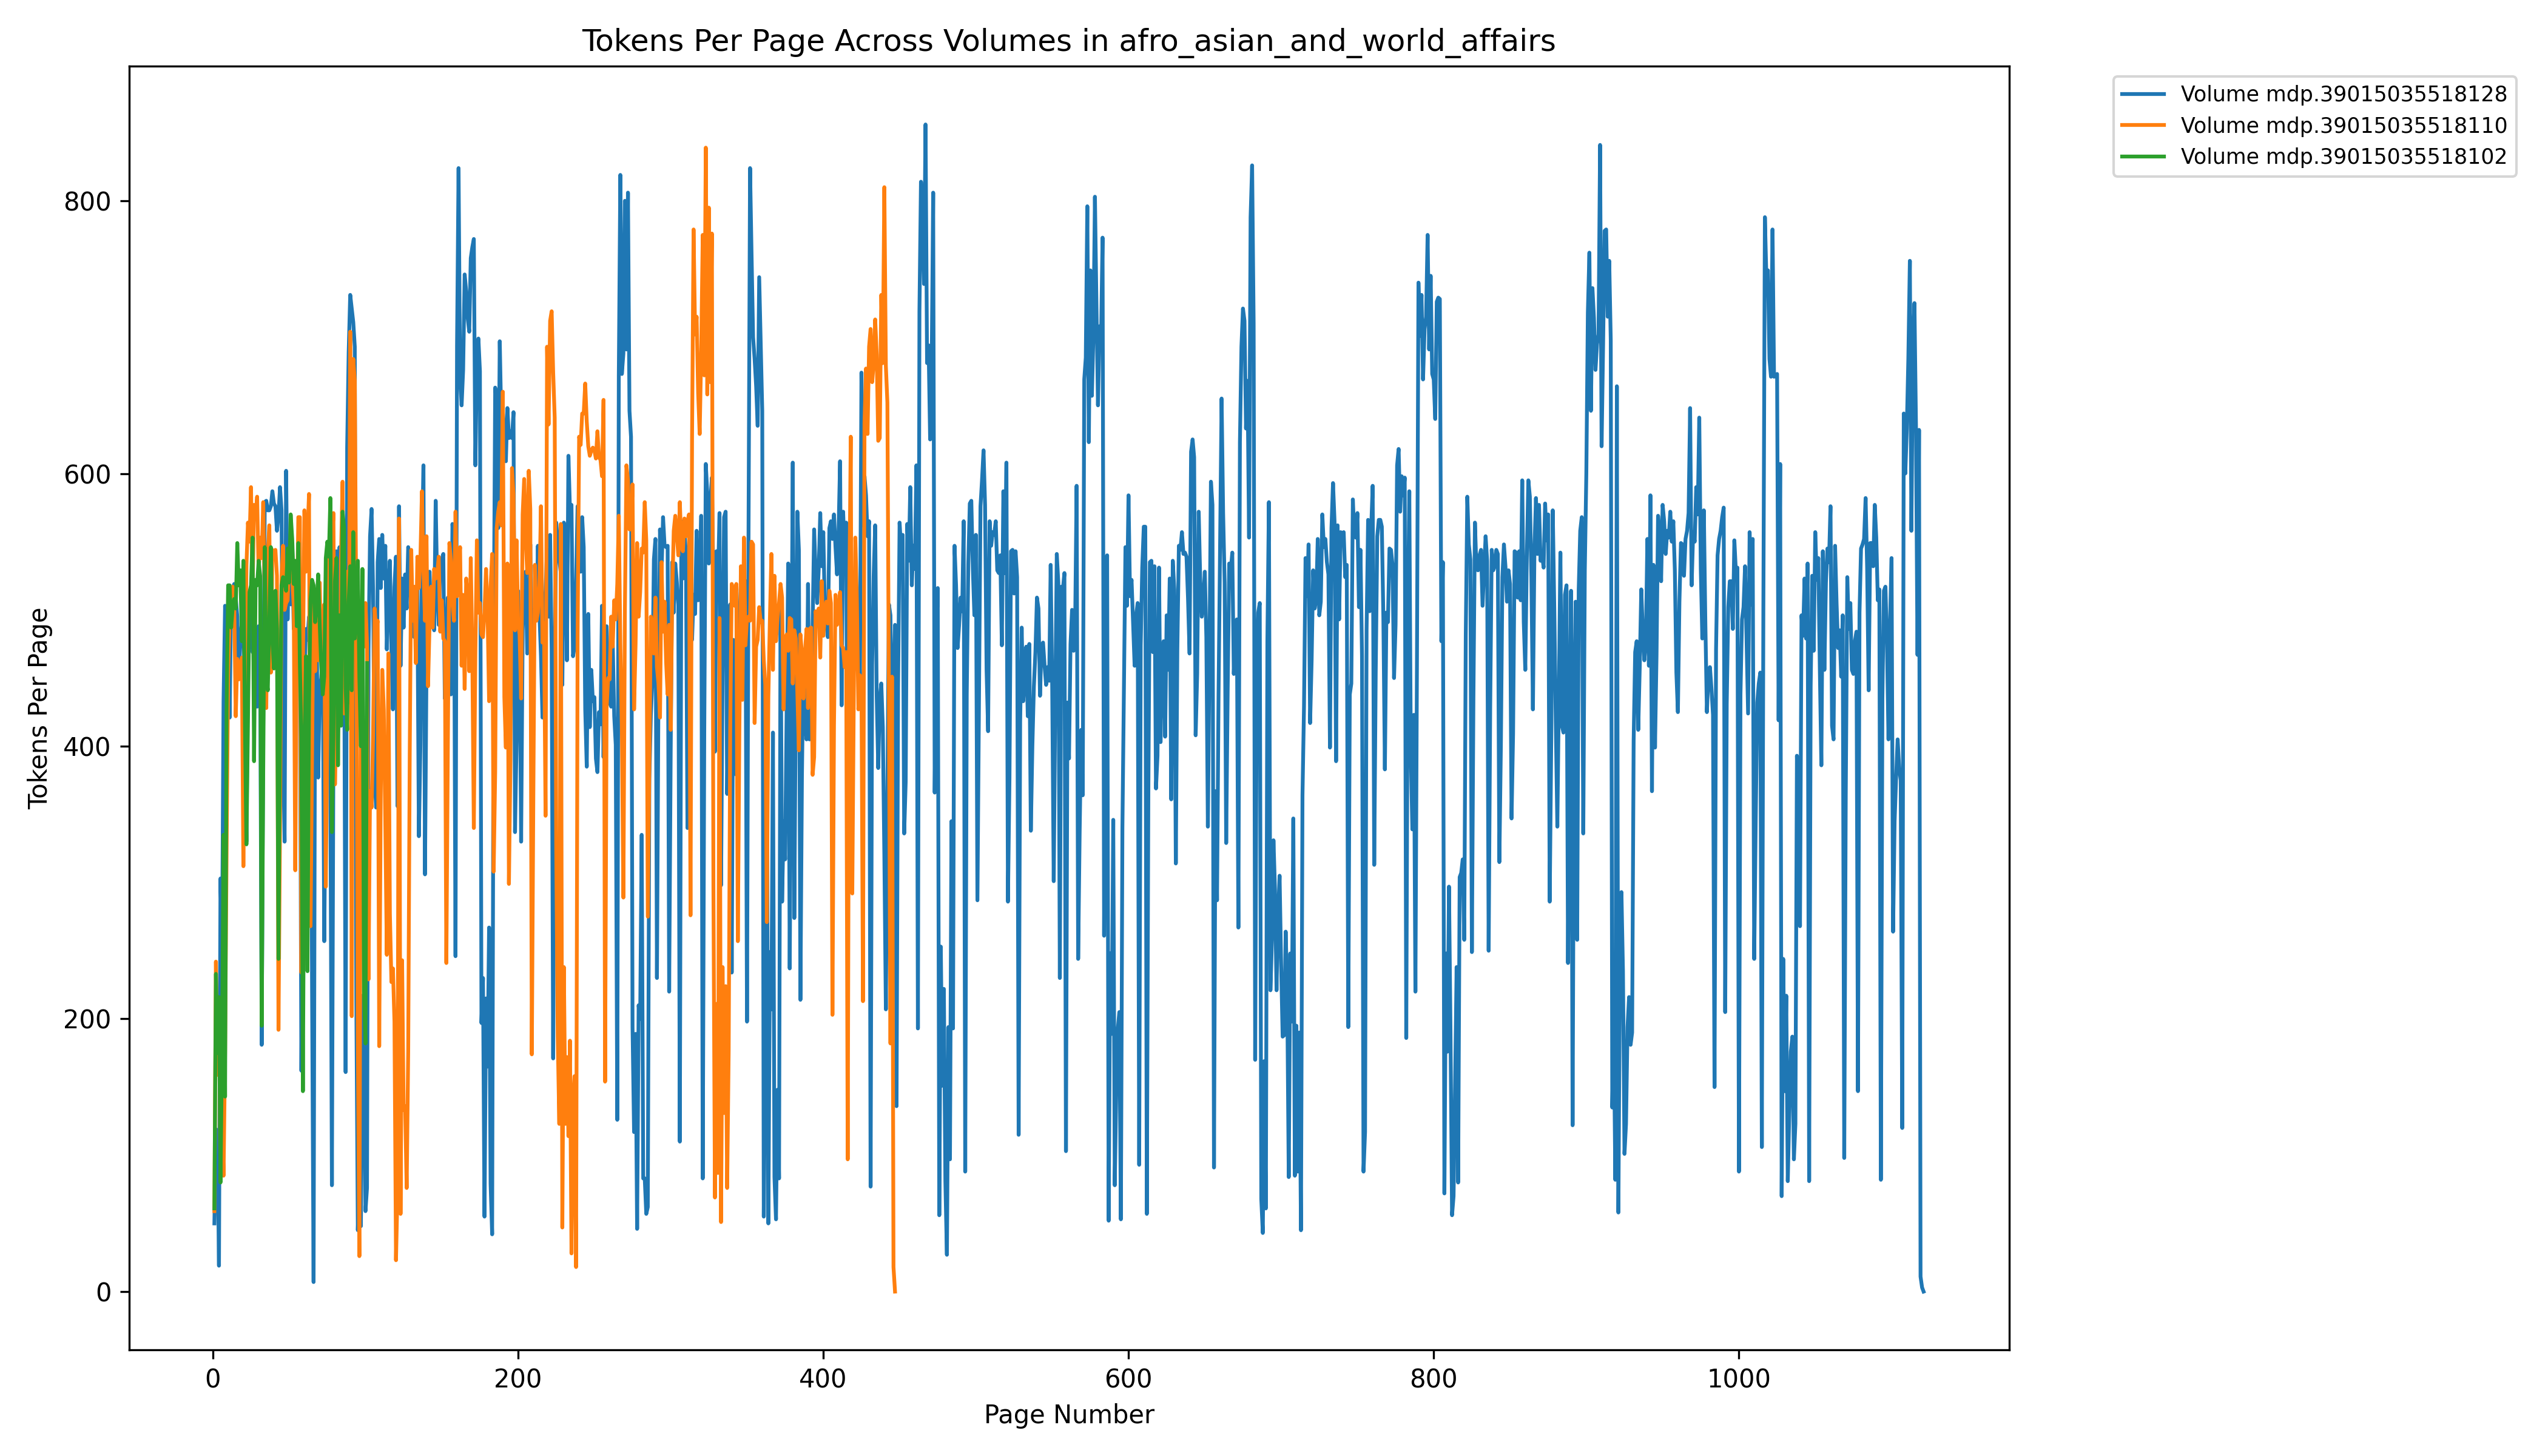 Tokens Per Page Across Volumes in afro_asian_and_world_affairs
Volume mdp.39015035518128
Volume mdp.39015035518110
Volume mdp.39015035518102
Tokens Per Page
800
600
400
200
0
0 200 400 600 800 1000
Page Number